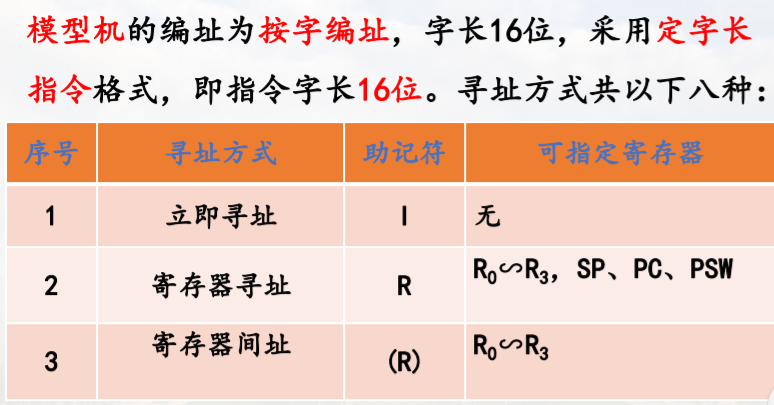 模型机的编址为按字编址，字长16位，采用定字长
指令格式，即指令字长16位。寻址方式共以下八种：
序号 寻址方式 助记符 可指定寄存器
1 立即寻址 I 无
2 寄存器寻址 R R₀∽R₃，SP、PC、PSW
3 寄存器间址 (R) R₀∽R₃